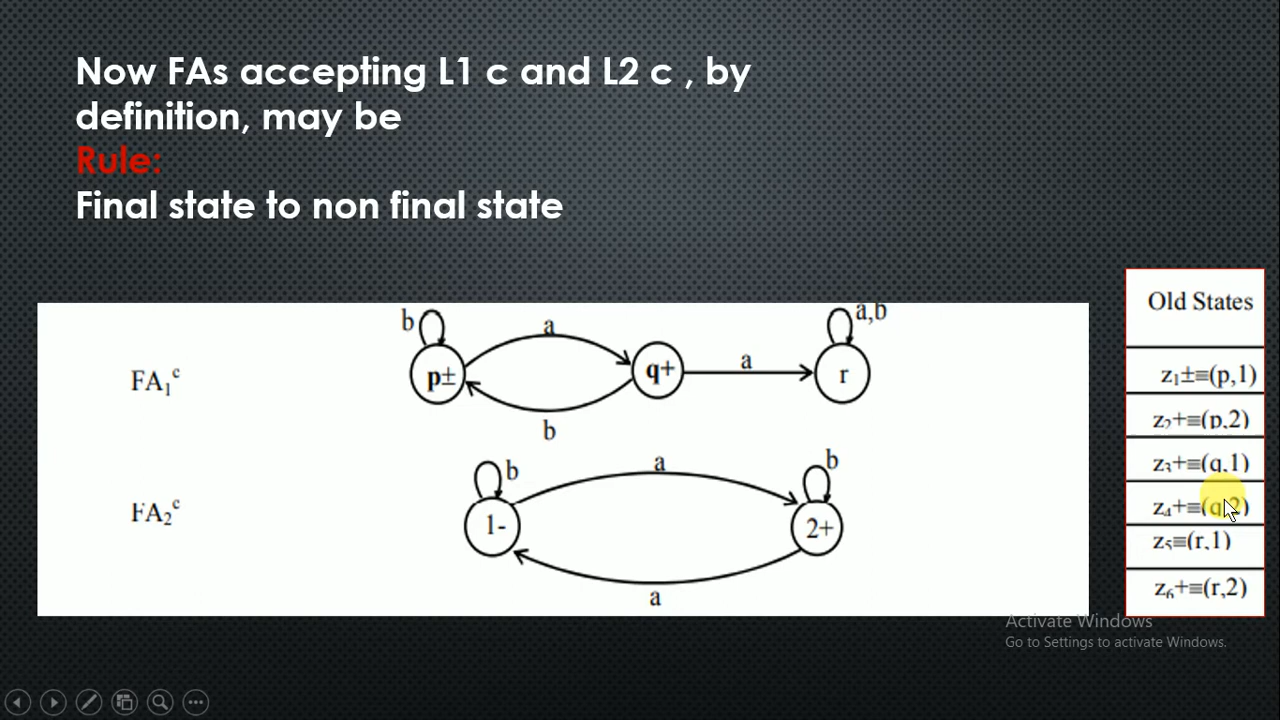 Now FAs accepting L1 c and L2 c , by
definition, may be
Rule:
Final state to non final state
FA₁ᶜ
b
a
a,b
p±
q+
a
r
b
FA₂ᶜ
b
a
b
1-
2+
a
Old States
z₁±≡(p,1)
z₂+≡(p,2)
z₃+≡(q,1)
z₄+≡(q,2)
z₅≡(r,1)
z₆+≡(r,2)
Activate Windows
Go to Settings to activate Windows.